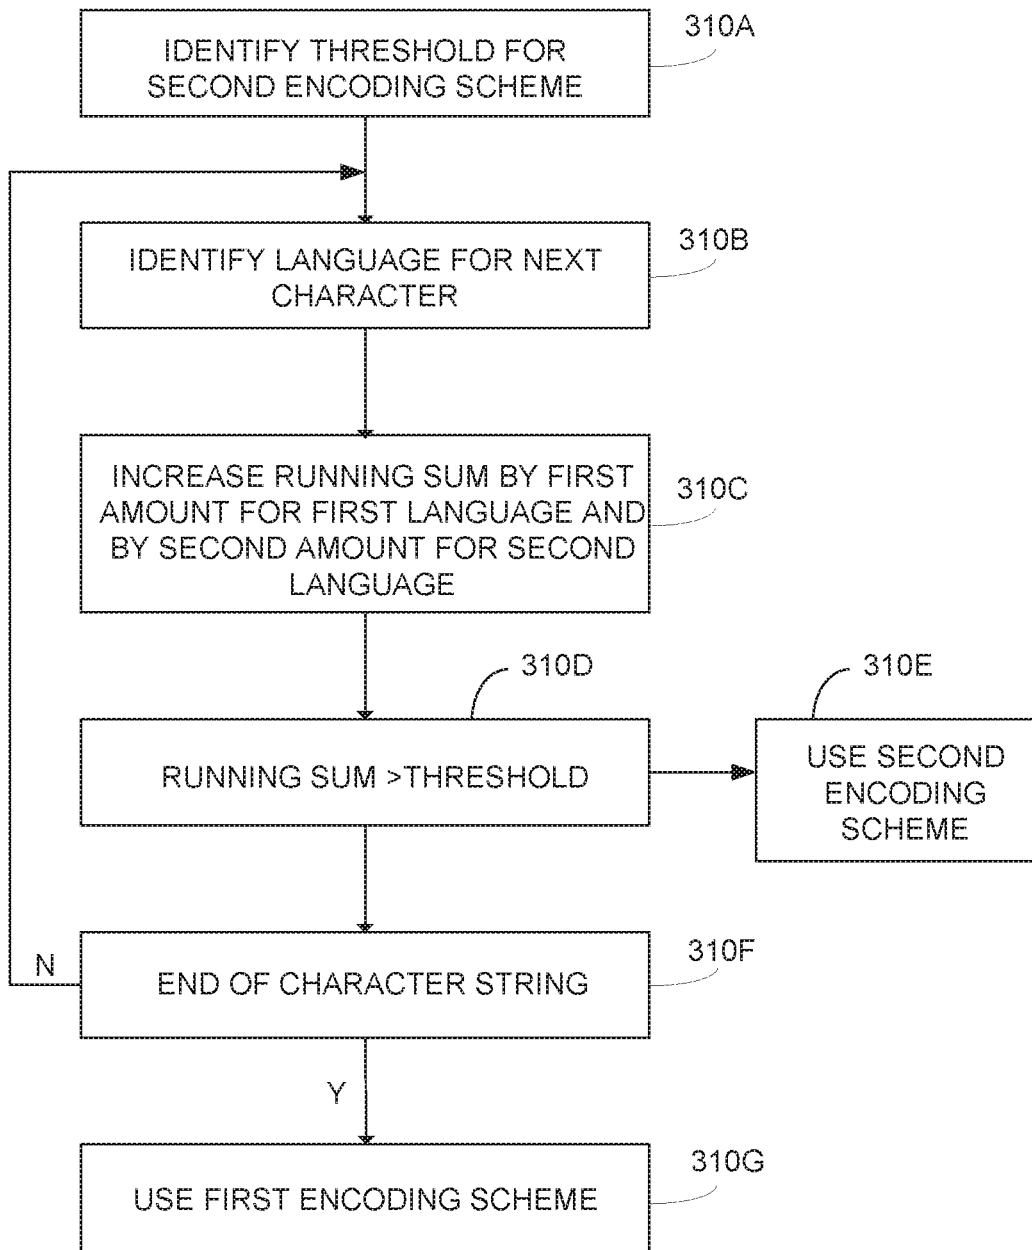 310A
IDENTIFY THRESHOLD FOR
SECOND ENCODING SCHEME
310B
IDENTIFY LANGUAGE FOR NEXT
CHARACTER
310C
INCREASE RUNNING SUM BY FIRST
AMOUNT FOR FIRST LANGUAGE AND
BY SECOND AMOUNT FOR SECOND
LANGUAGE
310D
310E
RUNNING SUM >THRESHOLD
USE SECOND
ENCODING
SCHEME
310F
N
END OF CHARACTER STRING
Y
310G
USE FIRST ENCODING SCHEME